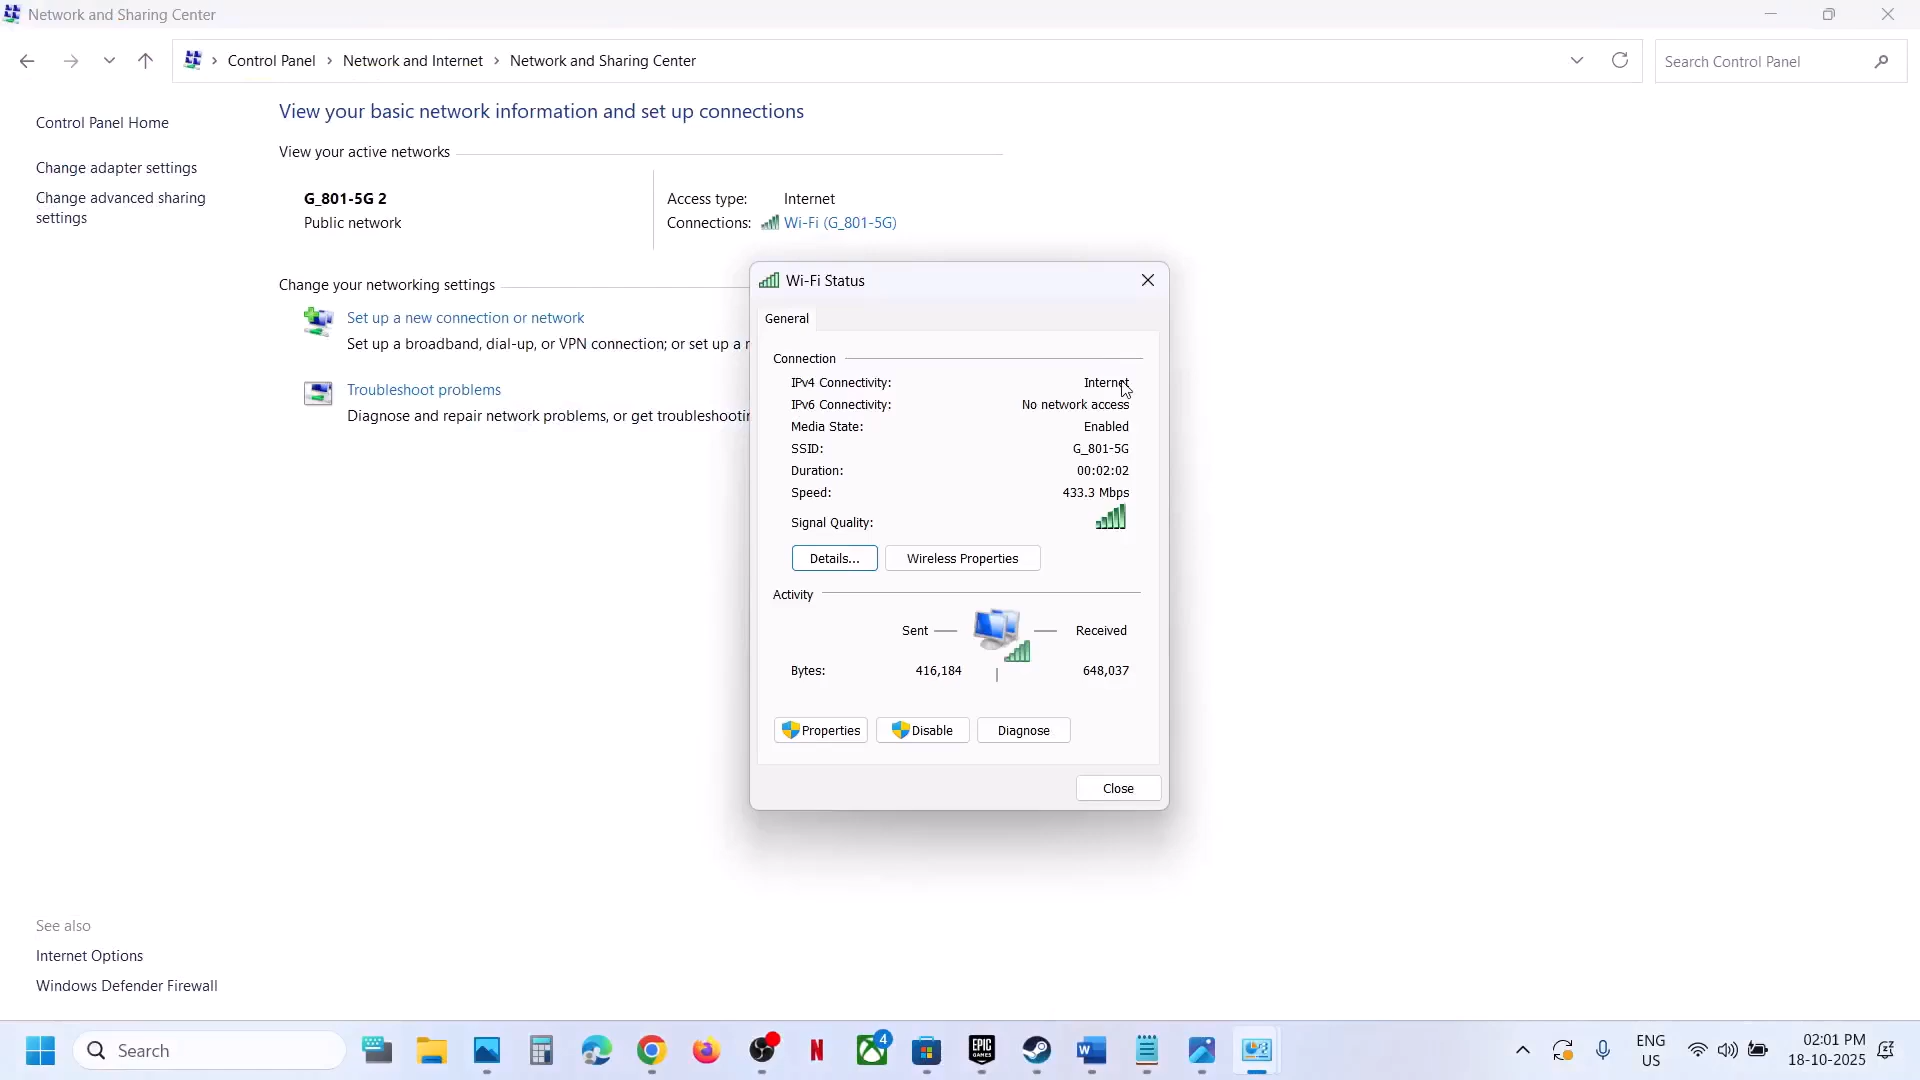 Network and Sharing Center
Control Panel > Network and Internet > Network and Sharing Center
Search Control Panel
Control Panel Home
Change adapter settings
Change advanced sharing
settings
View your basic network information and set up connections
View your active networks
G_801-5G 2
Public network
Access type: Internet
Connections: Wi-Fi (G_801-5G)
Change your networking settings
Set up a new connection or network
Set up a broadband, dial-up, or VPN connection; or set up a
Troubleshoot problems
Diagnose and repair network problems, or get troubleshootin
Wi-Fi Status
General
Connection
IPv4 Connectivity: Internet
IPv6 Connectivity: No network access
Media State: Enabled
SSID: G_801-5G
Duration: 00:02:02
Speed: 433.3 Mbps
Signal Quality:
Details... Wireless Properties
Activity
Sent Received
Bytes: 416,184 648,037
Properties Disable Diagnose
Close
See also
Internet Options
Windows Defender Firewall
Search
N
4
EPIC
GAMES
W
ENG
US
02:01 PM
18-10-2025